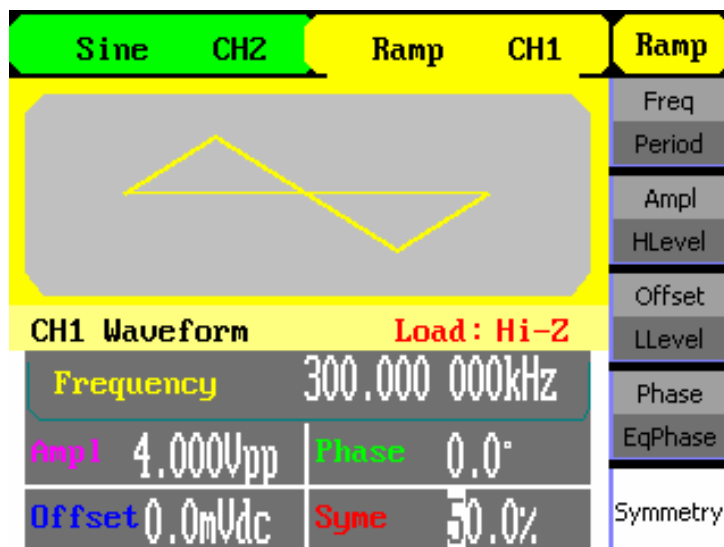 Sine CH2 Ramp CH1 Ramp
Freq
Period
Ampl
HLevel
Offset
LLevel
Phase
EqPhase
Symmetry
CH1 Waveform Load: Hi-Z
Frequency 300.000 000kHz
Ampl 4.000Vpp Phase 0.0°
Offset 0.0mVdc Syme 50.0%